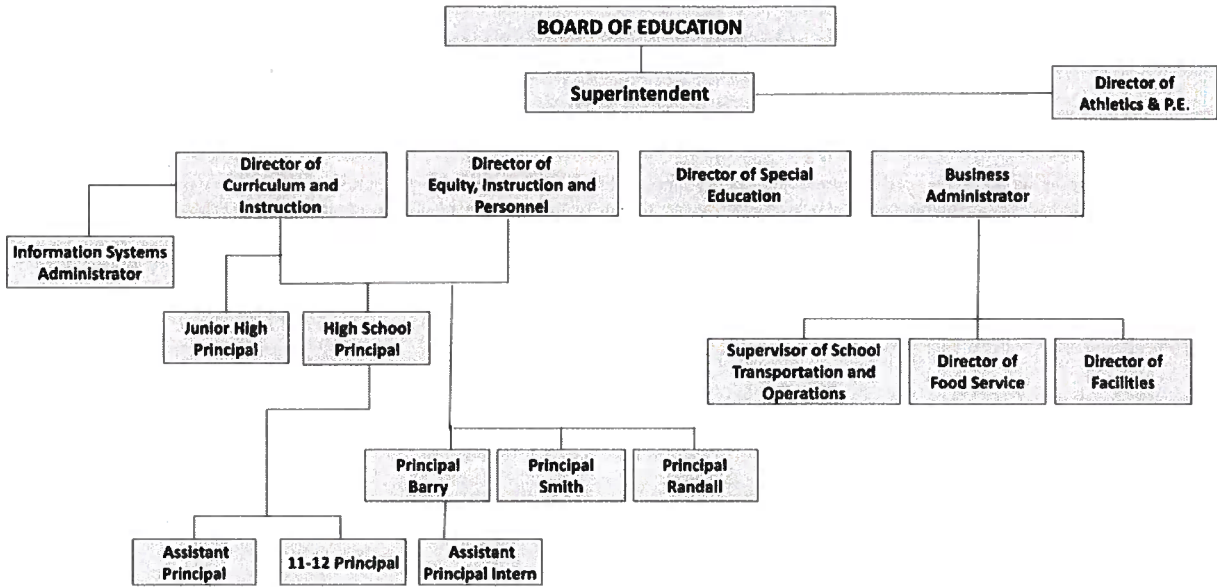 BOARD OF EDUCATION
Superintendent
Director of
Athletics & P.E.
Director of
Curriculum and
Instruction
Director of
Equity, Instruction and
Personnel
Director of Special
Education
Business
Administrator
Information Systems
Administrator
Junior High
Principal
High School
Principal
Supervisor of School
Transportation and
Operations
Director of
Food Service
Director of
Facilities
Principal
Barry
Principal
Smith
Principal
Randall
Assistant
Principal
11-12 Principal
Assistant
Principal Intern